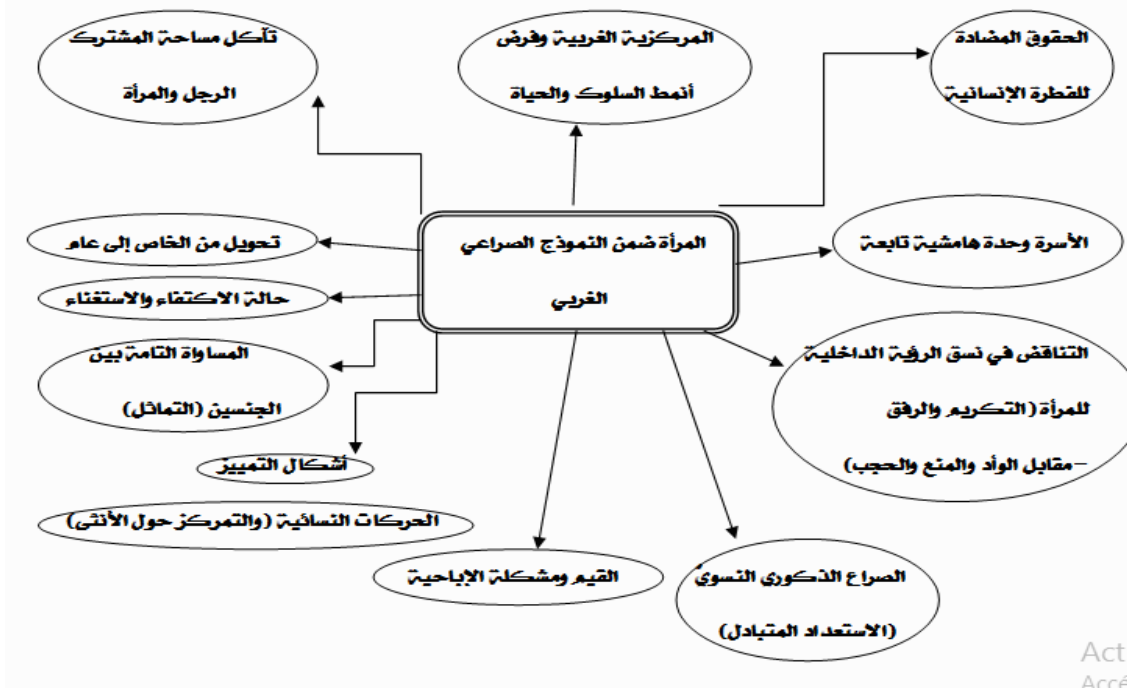 الحقوق المضادة
للفطرة الإنسانية
المركزية الغربية وفرض
أنمط السلوك والحياة
تآكل مساحة المشترك
الرجل والمرأة
المرأة ضمن النموذج الصراعي
الغربي
الأسرة وحدة هامشية تابعة
تحويل من الخاص إلى عام
حالة الاكتفاء والاستغناء
المساواة التامة بين
الجنسين (التماثل)
التناقض في نسق الرؤية الداخلية
للمرأة (التكريم والرفق
–مقابل الوأد والمنع والحجب)
أشكال التمييز
الحركات النسائية (والتمركز حول الأنثى)
القيم ومشكلة الإباحية
الصراع الذكوري النسوي
(الاستعداد المتبادل)
Act
Accé